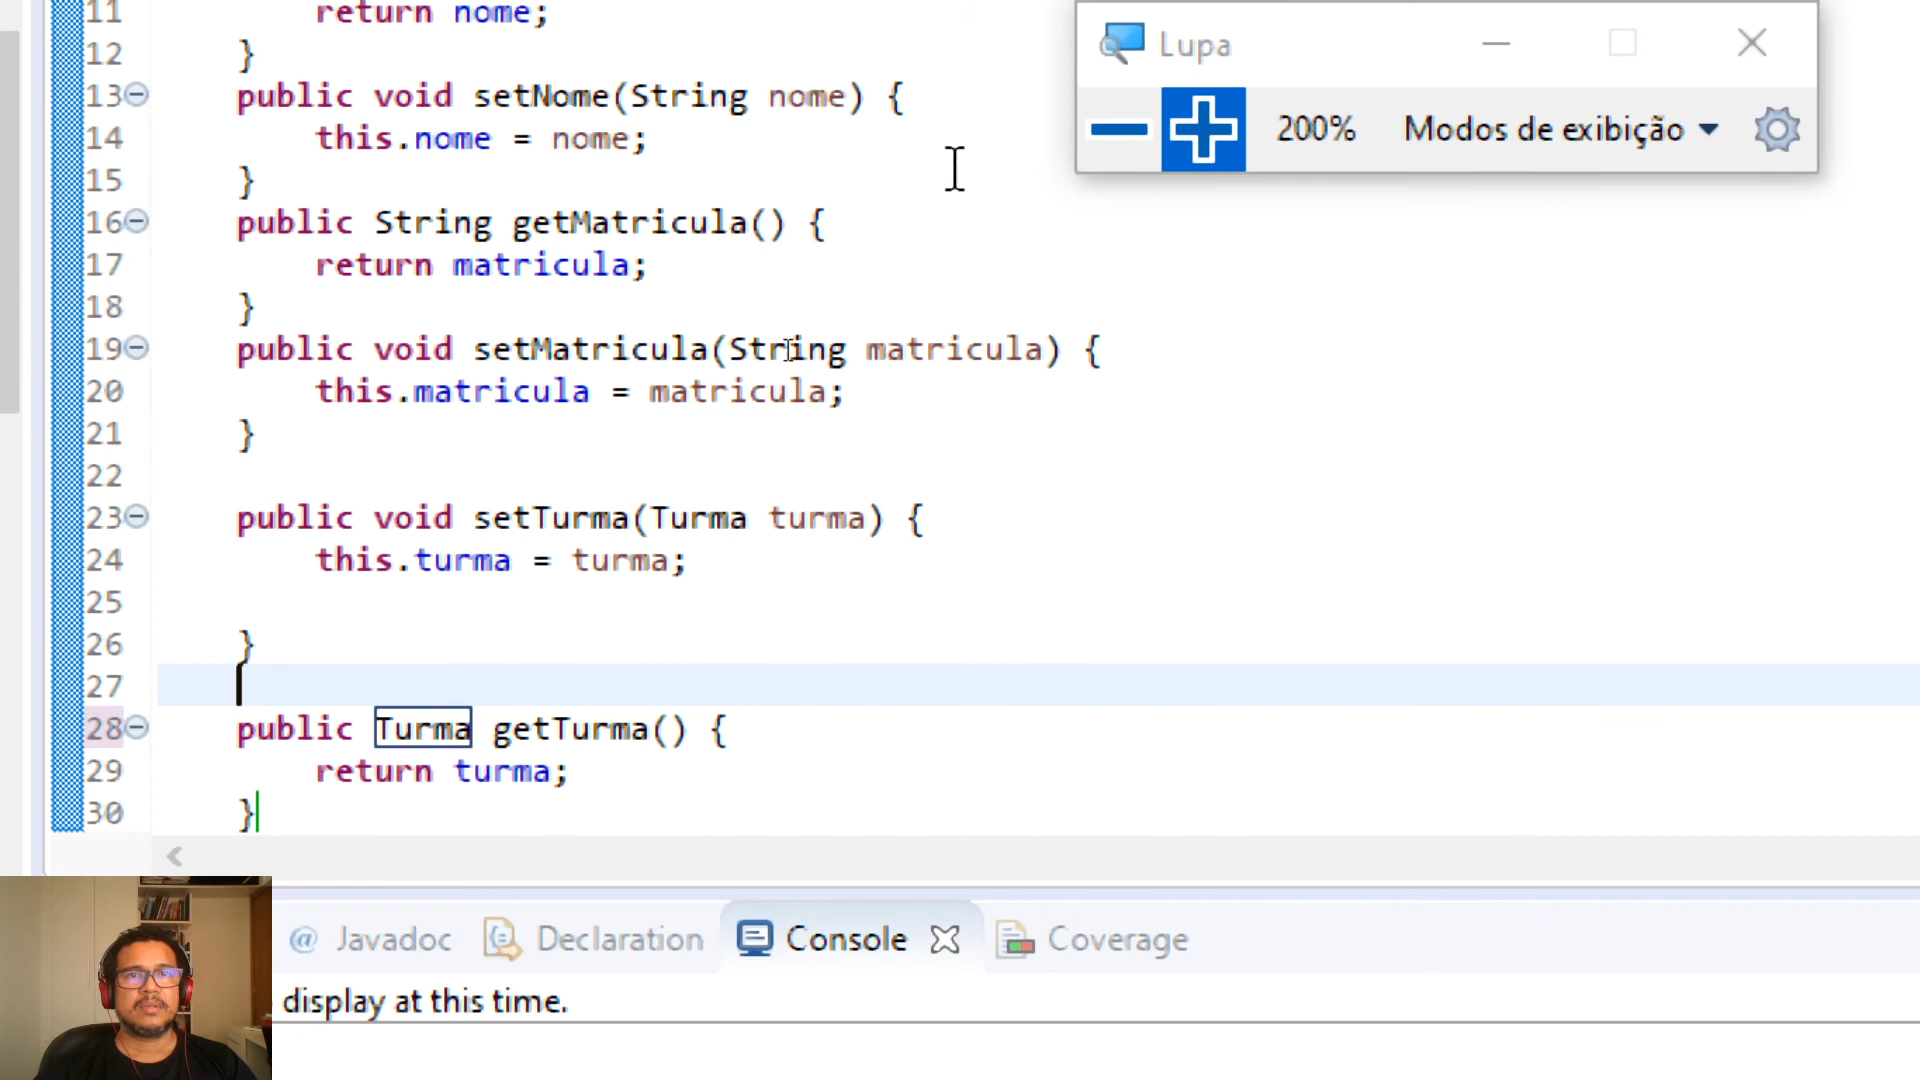 11 return nome;
12 }
13 public void setNome(String nome) {
14 this.nome = nome;
15 }
16 public String getMatricula() {
17 return matricula;
18 }
19 public void setMatricula(String matricula) {
20 this.matricula = matricula;
21 }
22
23 public void setTurma(Turma turma) {
24 this.turma = turma;
25
26 }
27
28 public Turma getTurma() {
29 return turma;
30 }
Lupa
200% Modos de exibição
@ Javadoc Declaration Console Coverage
display at this time.